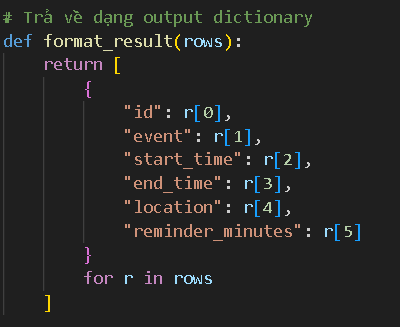 # Trả về dạng output dictionary
def format_result(rows):
    return [
        {
            "id": r[0],
            "event": r[1],
            "start_time": r[2],
            "end_time": r[3],
            "location": r[4],
            "reminder_minutes": r[5]
        }
        for r in rows
    ]